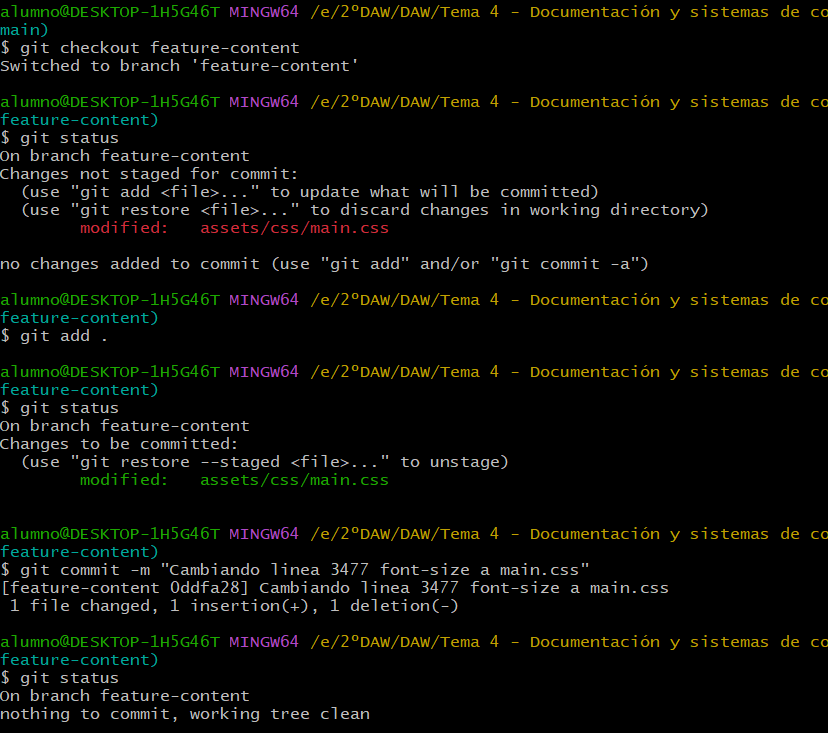 alumno@DESKTOP-1H5G46T MINGW64 /e/2ºDAW/DAW/Tema 4 - Documentación y sistemas de co
main)
$ git checkout feature-content
Switched to branch 'feature-content'
alumno@DESKTOP-1H5G46T MINGW64 /e/2ºDAW/DAW/Tema 4 - Documentación y sistemas de co
feature-content)
$ git status
On branch feature-content
Changes not staged for commit:
  (use "git add <file>..." to update what will be committed)
  (use "git restore <file>..." to discard changes in working directory)
        modified:   assets/css/main.css
no changes added to commit (use "git add" and/or "git commit -a")
alumno@DESKTOP-1H5G46T MINGW64 /e/2ºDAW/DAW/Tema 4 - Documentación y sistemas de co
feature-content)
$ git add .
alumno@DESKTOP-1H5G46T MINGW64 /e/2ºDAW/DAW/Tema 4 - Documentación y sistemas de co
feature-content)
$ git status
On branch feature-content
Changes to be committed:
  (use "git restore --staged <file>..." to unstage)
        modified:   assets/css/main.css
alumno@DESKTOP-1H5G46T MINGW64 /e/2ºDAW/DAW/Tema 4 - Documentación y sistemas de co
feature-content)
$ git commit -m "Cambiando linea 3477 font-size a main.css"
[feature-content 0ddfa28] Cambiando linea 3477 font-size a main.css
 1 file changed, 1 insertion(+), 1 deletion(-)
alumno@DESKTOP-1H5G46T MINGW64 /e/2ºDAW/DAW/Tema 4 - Documentación y sistemas de co
feature-content)
$ git status
On branch feature-content
nothing to commit, working tree clean